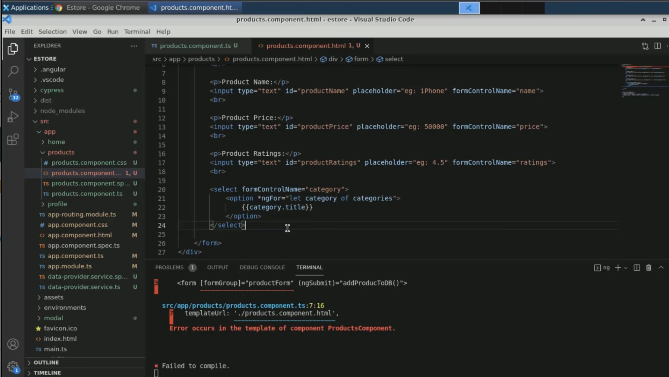 Applications
Estore - Google Chrome
products.component.ht...
products.component.html - estore - Visual Studio Code
File Edit Selection View Go Run Terminal Help
EXPLORER
products.component.ts U
products.component.html 1, U
src > app > products > products.component.html > div > form > select
ESTORE
.angular
.vscode
cypress
dist
node_modules
src
app
home
products
products.component.css U
products.component... 1, U
products.component.sp... U
products.component.ts U
profile
app-routing.module.ts M
app.component.css M
app.component.html M
app.component.spec.ts
app.component.ts M
app.module.ts M
data-provider.service.sp... U
data-provider.service.ts U
assets
environments
modal
favicon.ico
index.html
main.ts
OUTLINE
TIMELINE
7
8 <p>Product Name:</p>
9 <input type="text" id="productName" placeholder="eg: iPhone" formControlName="name">
10 <br>
11
12 <p>Product Price:</p>
13 <input type="text" id="productPrice" placeholder="eg: 50000" formControlName="price">
14 <br>
15
16 <p>Product Ratings:</p>
17 <input type="text" id="productRatings" placeholder="eg: 4.5" formControlName="ratings">
18 <br>
19
20 <select formControlName="category">
21 <option *ngFor="let category of categories">
22 {{category.title}}
23 </option>
24 </select>
25
26 </form>
27 </div>
PROBLEMS 1 OUTPUT DEBUG CONSOLE TERMINAL
ng
<form [formGroup]="productForm" (ngSubmit)="addProductToDB()">
src/app/products/products.component.ts:7:16
templateUrl: './products.component.html',
Error occurs in the template of component ProductsComponent.
Failed to compile.